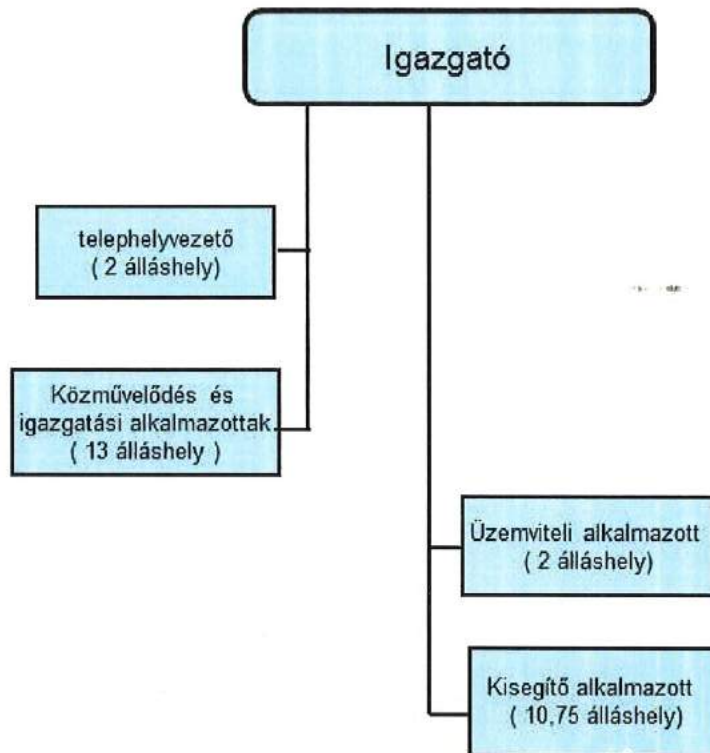 Igazgató
telephelyvezető
( 2 álláshely)
Közművelődés és
igazgatási alkalmazottak
( 13 álláshely )
Üzemviteli alkalmazott
( 2 álláshely)
Kisegítő alkalmazott
( 10,75 álláshely)